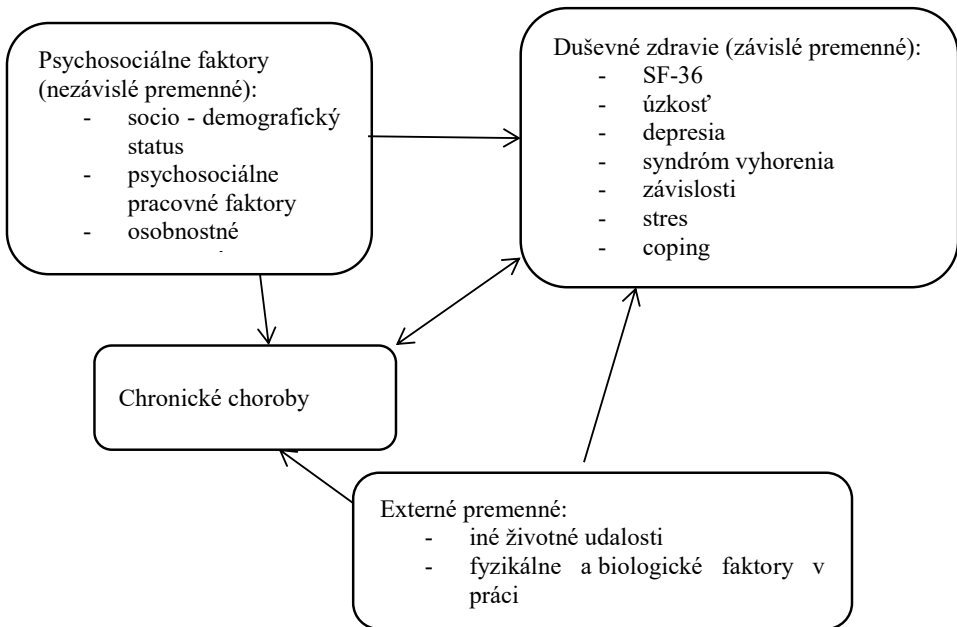 Psychosociálne faktory
(nezávislé premenné):
- socio - demografický
status
- psychosociálne
pracovné faktory
- osobnostné
Duševné zdravie (závislé premenné):
- SF-36
- úzkosť
- depresia
- syndróm vyhorenia
- závislosti
- stres
- coping
Chronické choroby
Externé premenné:
- iné životné udalosti
- fyzikálne a biologické faktory v
práci